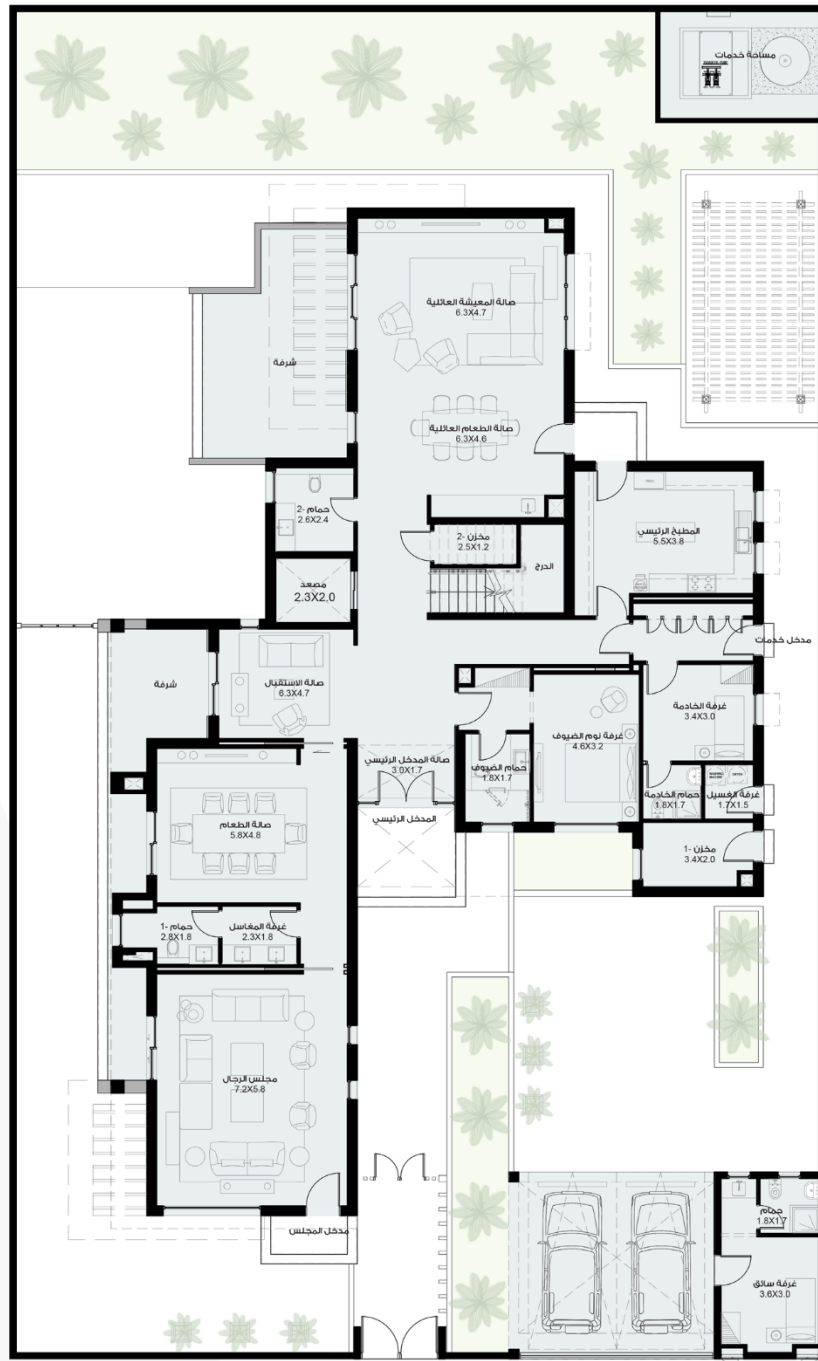 مساحة خدمات
صالة المعيشة العائلية
6.3X4.7
شرفة
صالة الطعام العائلية
6.3X4.6
حمام -2
2.6X2.4
مخزن -2
2.5X1.2
المطبخ الرئيسي
5.5X3.8
الدرج
مصعد
2.3X2.0
مدخل خدمات
صالة الاستقبال
6.3X4.7
شرفة
غرفة الخادمة
3.4X3.0
غرفة نوم الضيوف
4.6X3.2
صالة المدخل الرئيسي
3.0X1.7
حمام الضيوف
1.8X1.7
حمام الخادمة
1.8X1.7
غرفة الغسيل
1.7X1.5
المدخل الرئيسي
صالة الطعام
5.8X4.8
مخزن -1
3.4X2.0
حمام -1
2.8X1.8
غرفة المغاسل
2.3X1.8
مجلس الرجال
7.2X5.8
مدخل المجلس
حمام
1.8X1.7
غرفة سائق
3.6X3.0